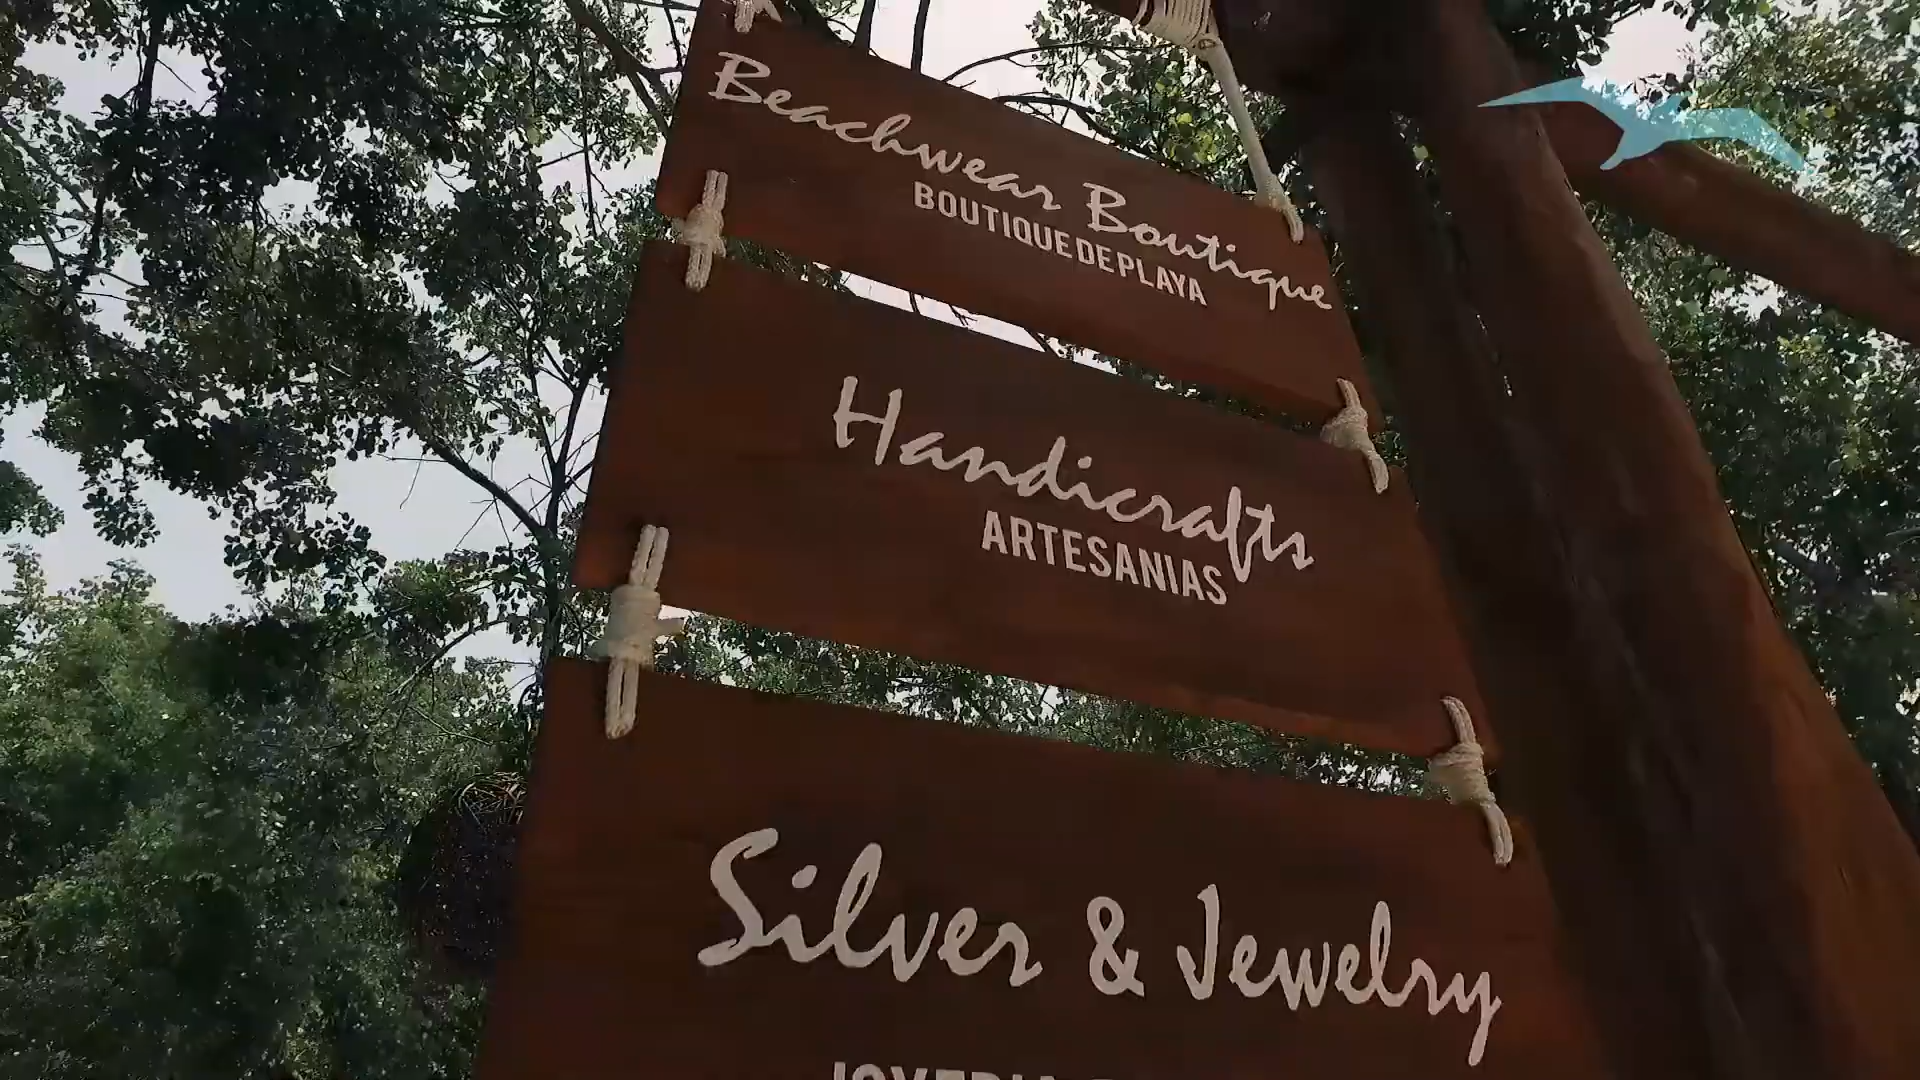 Beachwear Boutique
BOUTIQUE DE PLAYA
Handicrafts
ARTESANIAS
Silver & Jewelry